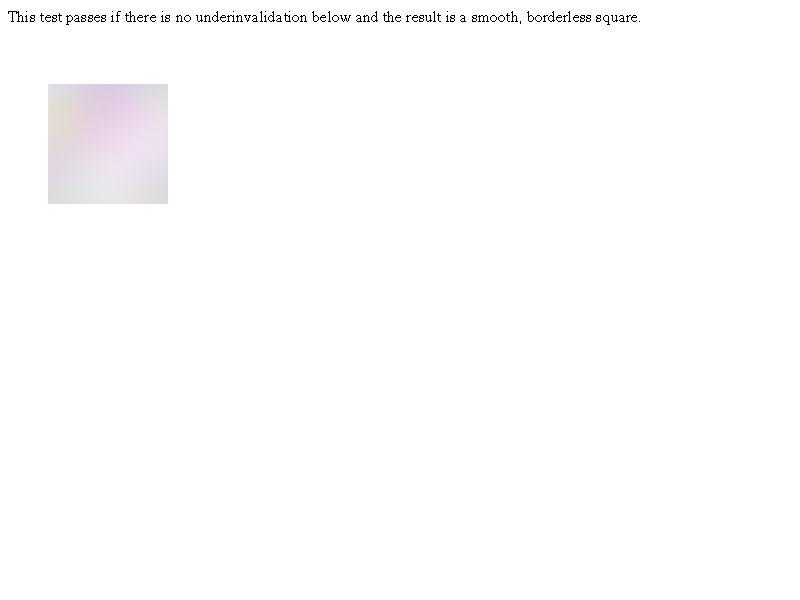 This test passes if there is no underinvalidation below and the result is a smooth, borderless square.